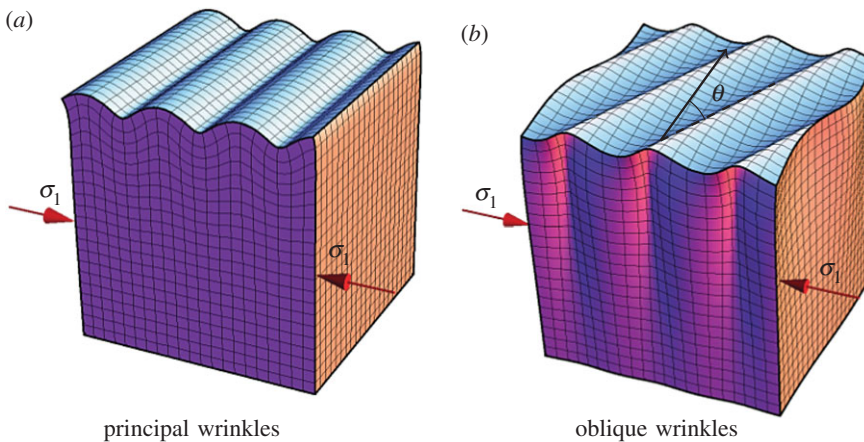 (a)
(b)
θ
σ1
σ1
σ1
σ1
principal wrinkles
oblique wrinkles